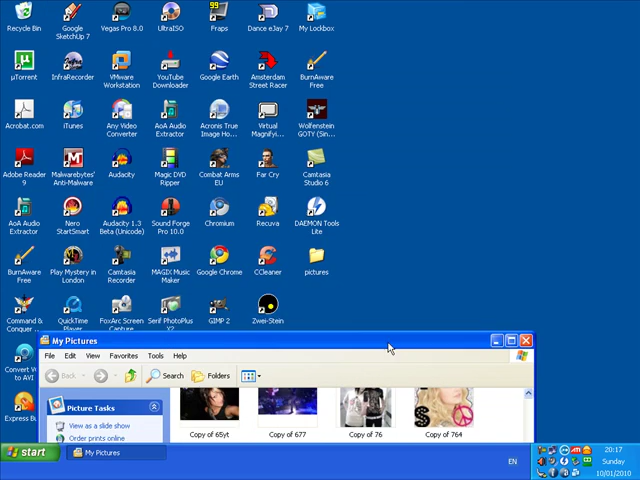 Recycle Bin
Google SketchUp 7
Vegas Pro 8.0
UltraISO
99
Fraps
Dance eJay 7
My Lockbox
µTorrent
InfraRecorder
VMware Workstation
YouTube Downloader
Google Earth
Amsterdam Street Racer
BurnAware Free
Acrobat.com
iTunes
Any Video Converter
AoA Audio Extractor
Acronis True Image Ho...
Virtual Magnifyi...
Wolfenstein GOTY (Sin...
Adobe Reader 9
Malwarebytes' Anti-Malware
Audacity
Magic DVD Ripper
Combat Arms EU
Far Cry
Camtasia Studio 6
AoA Audio Extractor
Nero StartSmart
Audacity 1.3 Beta (Unicode)
Sound Forge Pro 10.0
Chromium
Recuva
DAEMON Tools Lite
BurnAware Free
Play Mystery in London
Camtasia Recorder
MAGIX Music Maker
Google Chrome
CCleaner
pictures
Command & Conquer
QuickTime Player
FoxArc Screen Capture
Serif PhotoPlus X2
GIMP 2
Zwei-Stein
Convert V
to AVI
Express Bu
My Pictures
File Edit View Favorites Tools Help
Back Search Folders
Picture Tasks
View as a slide show
Order prints online
Copy of 65yt
Copy of 677
Copy of 76
Copy of 764
start
My Pictures
EN
20:17
Sunday
10/01/2010